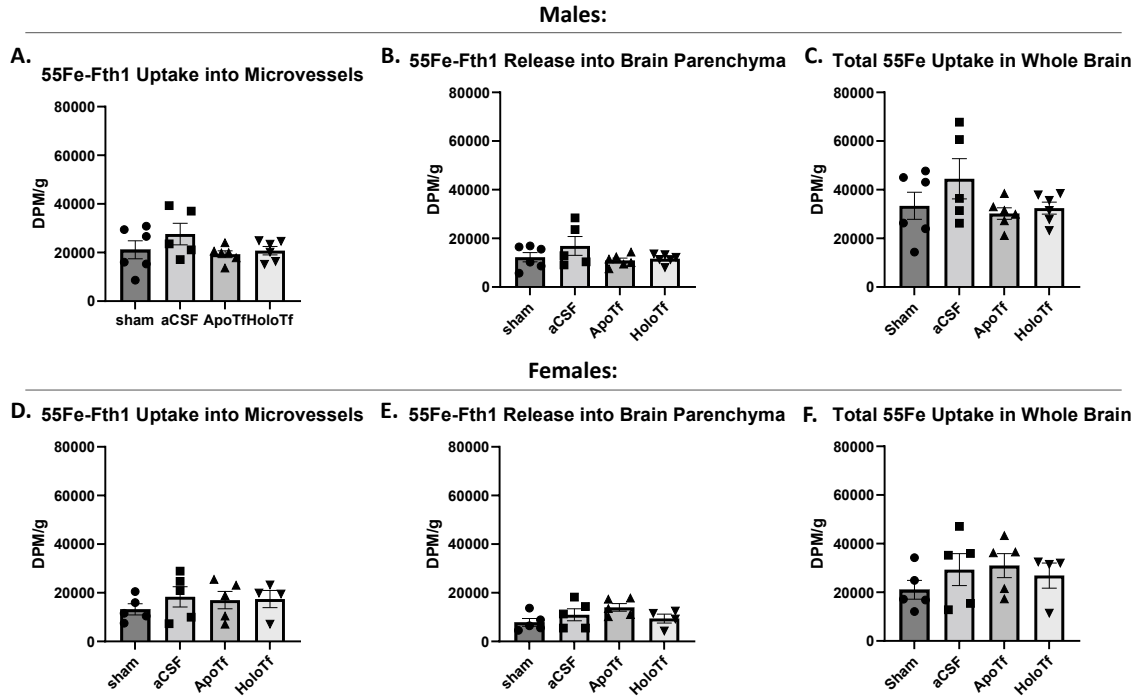 Males:
A. 55Fe-Fth1 Uptake into Microvessels
80000
60000
40000
20000
0
DPM/g
sham aCSF ApoTf HoloTf
B. 55Fe-Fth1 Release into Brain Parenchyma
80000
60000
40000
20000
0
DPM/g
sham aCSF ApoTf HoloTf
C. Total 55Fe Uptake in Whole Brain
80000
60000
40000
20000
0
DPM/g
Sham aCSF ApoTf HoloTf
Females:
D. 55Fe-Fth1 Uptake into Microvessels
80000
60000
40000
20000
0
DPM/g
sham aCSF ApoTf HoloTf
E. 55Fe-Fth1 Release into Brain Parenchyma
80000
60000
40000
20000
0
DPM/g
sham aCSF ApoTf HoloTf
F. Total 55Fe Uptake in Whole Brain
80000
60000
40000
20000
0
DPM/g
Sham aCSF ApoTf HoloTf